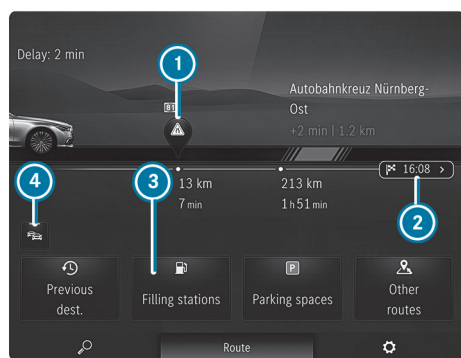 Delay: 2 min
1
Autobahnkreuz Nürnberg-
Ost
+2 min | 1.2 km
4
3
13 km
213 km
16:08 >
7 min
1 h 51 min
2
P
Previous
dest.
Filling stations
Parking spaces
Other
routes
Route